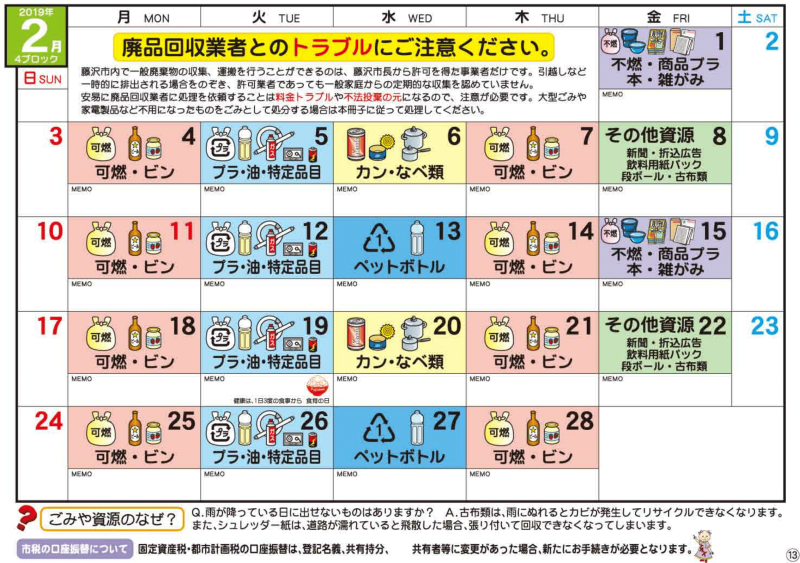 2019年
2月
4ブロック
月 MON
火 TUE
水 WED
木 THU
金 FRI
土 SAT
日 SUN
廃品回収業者とのトラブルにご注意ください。
藤沢市内で一般廃棄物の収集、運搬を行うことができるのは、藤沢市長から許可を得た事業者だけです。引越しなど
一時的に排出される場合をのぞき、許可業者であっても一般家庭からの定期的な収集を認めていません。
安易に廃品回収業者に処理を依頼することは料金トラブルや不法投棄の元になるので、注意が必要です。大型ごみや
家電製品など不用になったものをごみとして処分する場合は本冊子に従って処理してください。
不燃 1
不燃・商品プラ
本・雑がみ
MEMO
2
3
可燃 4
可燃・ビン
MEMO
プラ 5
プラ・油・特定品目
MEMO
6
カン・なべ類
MEMO
可燃 7
可燃・ビン
MEMO
その他資源 8
新聞・折込広告
飲料用紙パック
段ボール・古布類
MEMO
9
10
可燃 11
可燃・ビン
MEMO
プラ 12
プラ・油・特定品目
MEMO
1 13
ペットボトル
MEMO
可燃 14
可燃・ビン
MEMO
不燃 15
不燃・商品プラ
本・雑がみ
MEMO
16
17
可燃 18
可燃・ビン
MEMO
プラ 19
プラ・油・特定品目
MEMO
健康は、1日3度の食事から 食育の日
20
カン・なべ類
MEMO
可燃 21
可燃・ビン
MEMO
その他資源 22
新聞・折込広告
飲料用紙パック
段ボール・古布類
MEMO
23
24
可燃 25
可燃・ビン
MEMO
プラ 26
プラ・油・特定品目
MEMO
1 27
ペットボトル
MEMO
可燃 28
可燃・ビン
MEMO
? ごみや資源のなぜ?
Q.雨が降っている日に出せないものはありますか? A.古布類は、雨にぬれるとカビが発生してリサイクルできなくなります。
また、シュレッダー紙は、道路が濡れていると飛散した場合、張り付いて回収できなくなってしまいます。
市税の口座振替について 固定資産税・都市計画税の口座振替は、登記名義、共有持分、 共有者等に変更があった場合、新たにお手続きが必要となります。
⑬